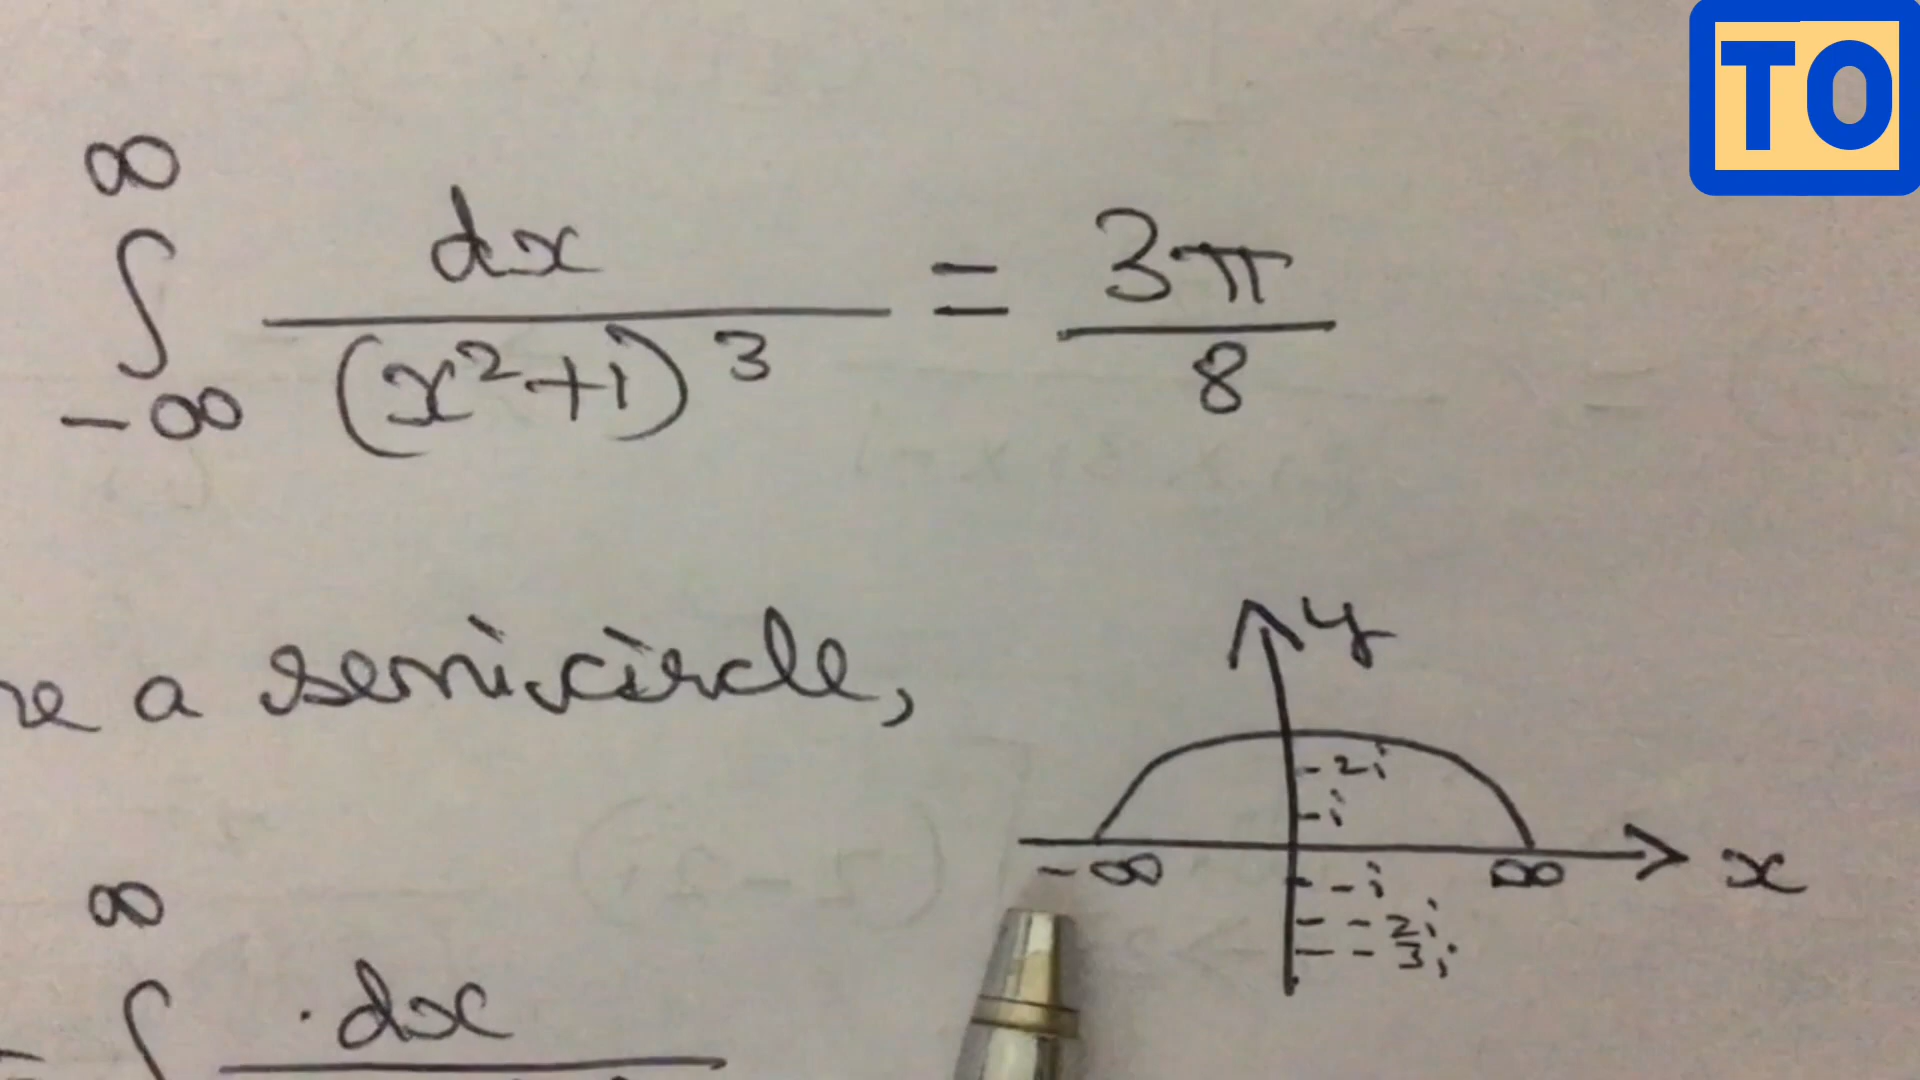 TO
∞
∫ dx / (x²+1)³ = 3π / 8
-∞
a semicircle,
y
2i
i
-∞ ∞ x
-i
-2i
-3i
∞
∫ dx